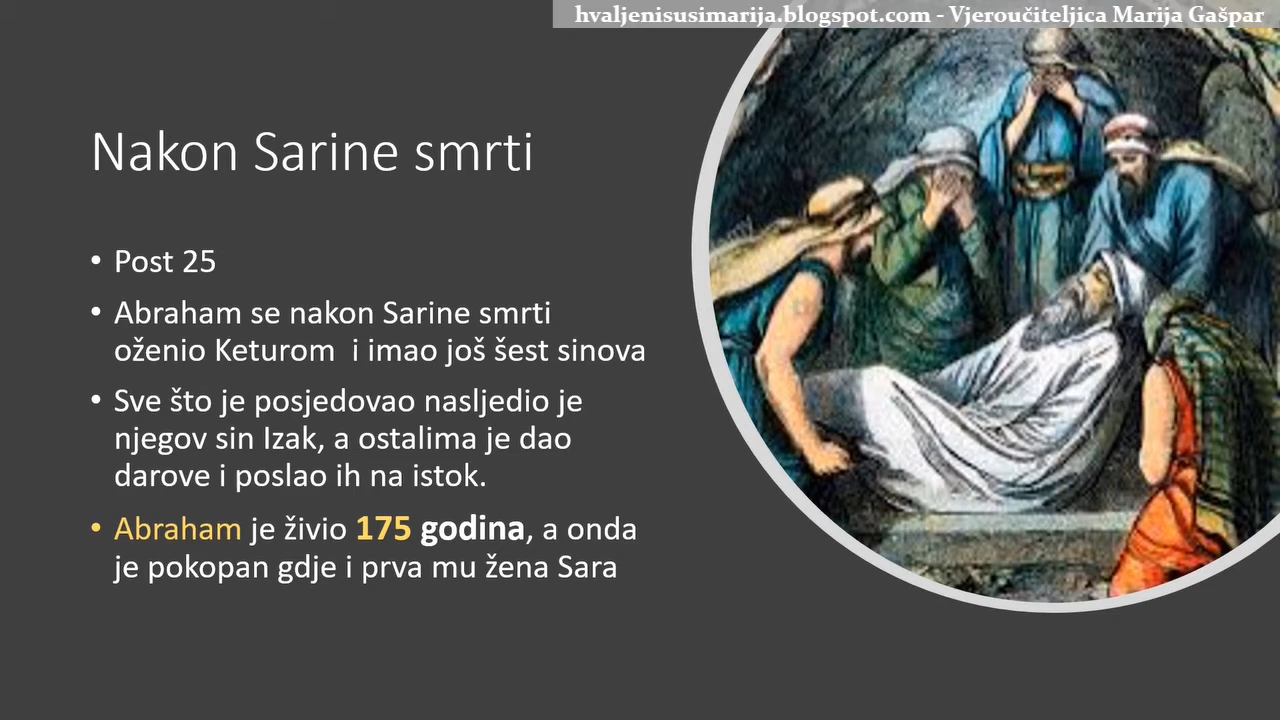 hvaljenisusimarija.blogspot.com - Vjeroučiteljica Marija Gašpar
Nakon Sarine smrti
• Post 25
• Abraham se nakon Sarine smrti
oženio Keturom i imao još šest sinova
• Sve što je posjedovao nasljedio je
njegov sin Izak, a ostalima je dao
darove i poslao ih na istok.
• Abraham je živio 175 godina, a onda
je pokopan gdje i prva mu žena Sara